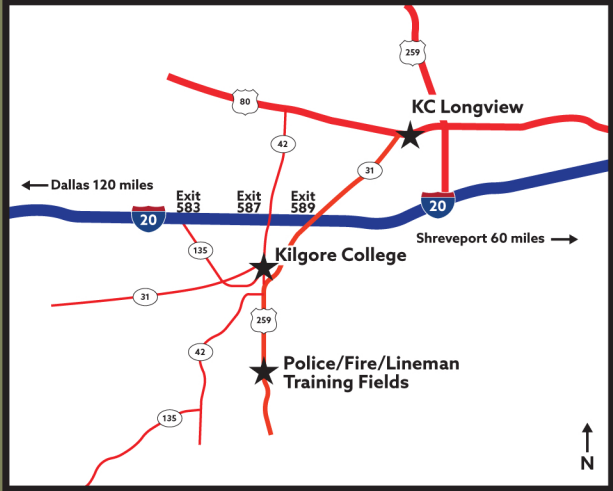 259
80
KC Longview
42
31
Dallas 120 miles
Exit
583
Exit
587
Exit
589
20
20
Shreveport 60 miles
135
Kilgore College
31
259
42
Police/Fire/Lineman
Training Fields
135
N